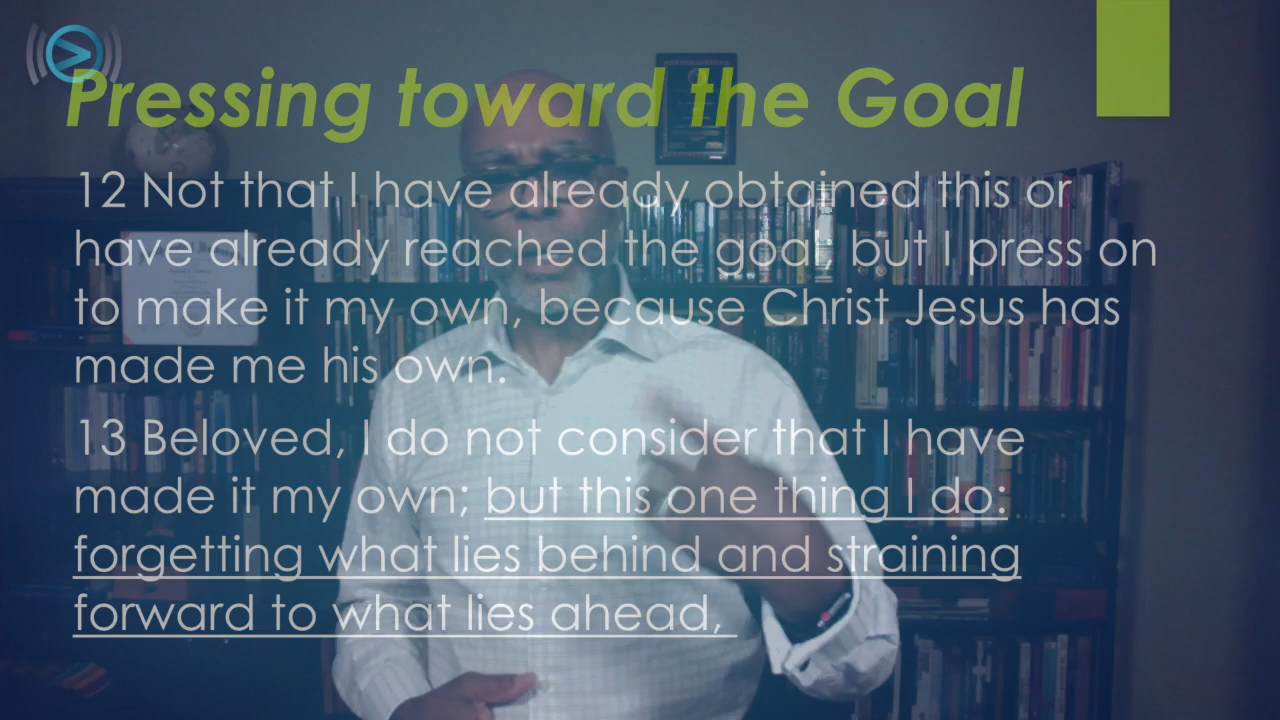 Pressing toward the Goal
12 Not that I have already obtained this or
have already reached the goal, but I press on
to make it my own, because Christ Jesus has
made me his own.
13 Beloved, I do not consider that I have
made it my own; but this one thing I do:
forgetting what lies behind and straining
forward to what lies ahead,